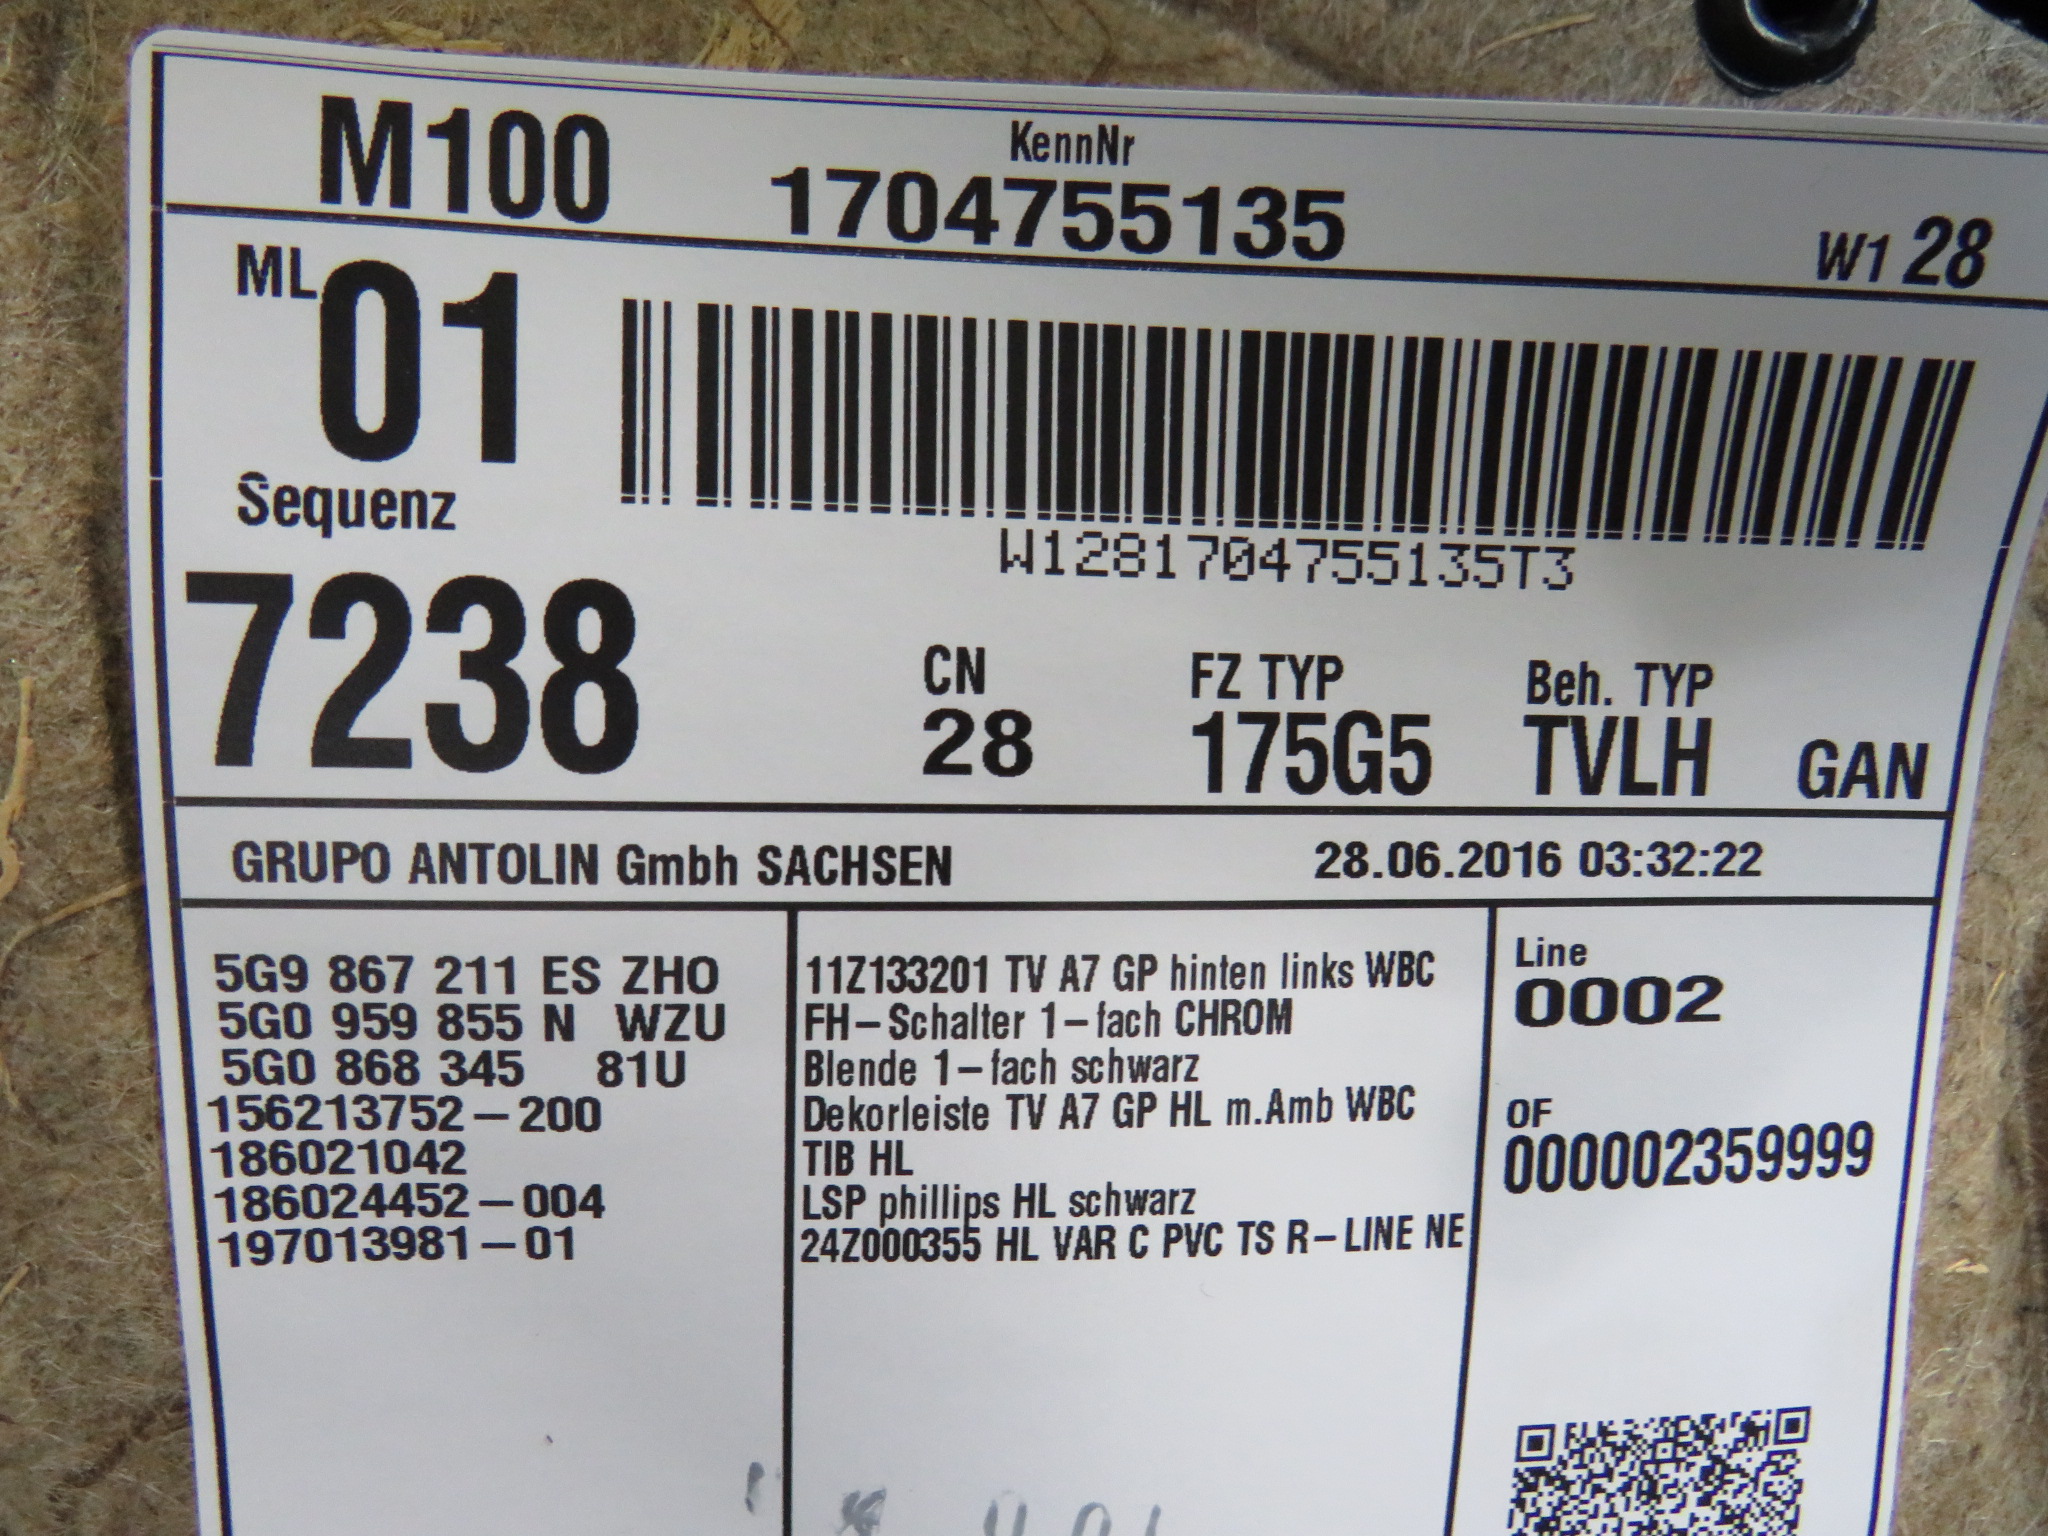 M100 KennNr
1704755135
W1 28
ML 01
Sequenz
7238
W1281704755135T3
CN FZ TYP Beh. TYP
28 175G5 TVLH GAN
GRUPO ANTOLIN Gmbh SACHSEN 28.06.2016 03:32:22
5G9 867 211 ES ZHO
5G0 959 855 N WZU
5G0 868 345 81U
156213752-200
186021042
186024452-004
197013981-01
11Z133201 TV A7 GP hinten links WBC
FH-Schalter 1-fach CHROM
Blende 1-fach schwarz
Dekorleiste TV A7 GP HL m.Amb WBC
TIB HL
LSP phillips HL schwarz
24Z000355 HL VAR C PVC TS R-LINE NE
Line
0002
OF
000002359999